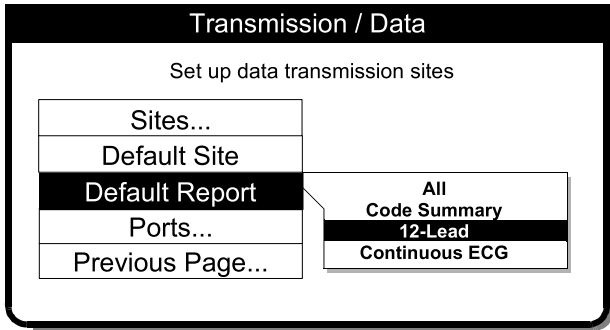 Transmission / Data
Set up data transmission sites
Sites...
Default Site
Default Report
Ports...
Previous Page...
All
Code Summary
12-Lead
Continuous ECG